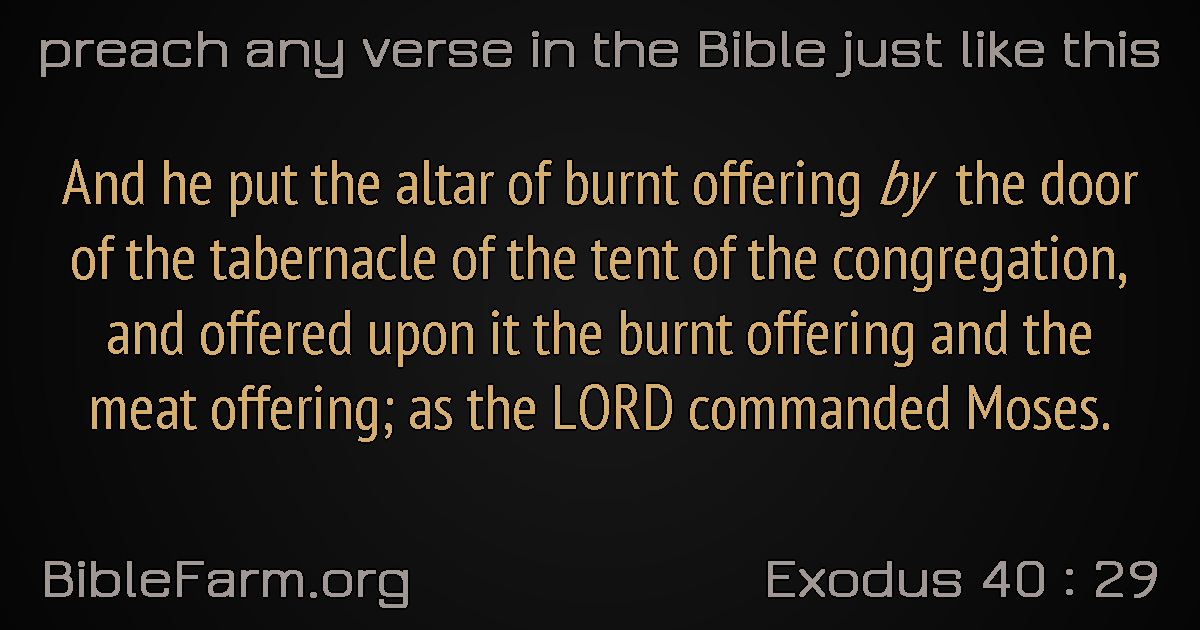 preach any verse in the Bible just like this
And he put the altar of burnt offering by the door
of the tabernacle of the tent of the congregation,
and offered upon it the burnt offering and the
meat offering; as the LORD commanded Moses.
BibleFarm.org
Exodus 40 : 29